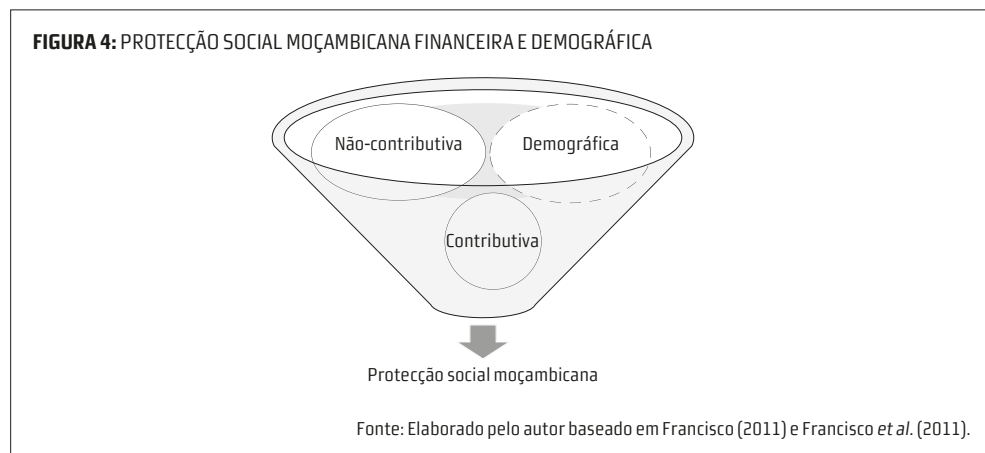 FIGURA 4: PROTECÇÃO SOCIAL MOÇAMBICANA FINANCEIRA E DEMOGRÁFICA
Não-contributiva
Demográfica
Contributiva
Protecção social moçambicana
Fonte: Elaborado pelo autor baseado em Francisco (2011) e Francisco et al. (2011).